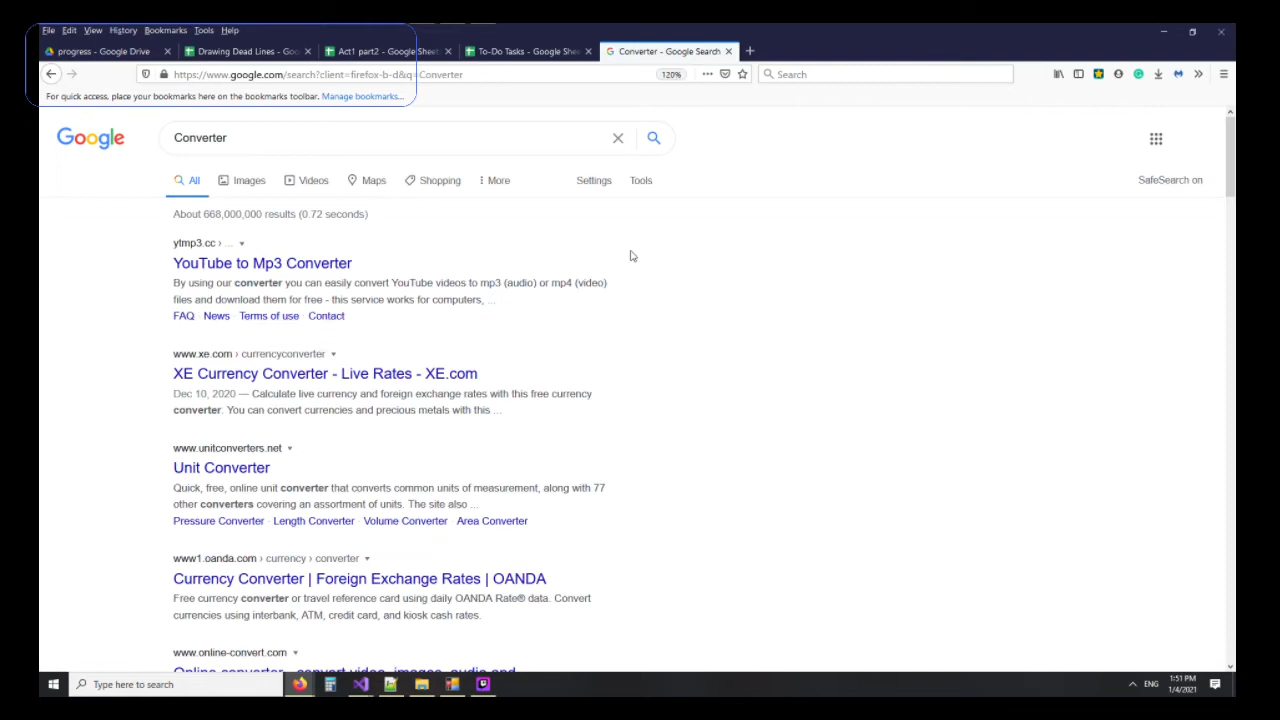 File Edit View History Bookmarks Tools Help
progress - Google Drive × Drawing Dead Lines - Goo × Act1 part2 - Google Sheet × To-Do Tasks - Google Shee × Converter - Google Search × +
https://www.google.com/search?client=firefox-b-d&q=Converter 120% Search
For quick access, place your bookmarks here on the bookmarks toolbar. Manage bookmarks...
Google Converter
All Images Videos Maps Shopping More Settings Tools SafeSearch on
About 668,000,000 results (0.72 seconds)
ytmp3.cc › ...
YouTube to Mp3 Converter
By using our converter you can easily convert YouTube videos to mp3 (audio) or mp4 (video)
files and download them for free - this service works for computers, ...
FAQ · News · Terms of use · Contact
www.xe.com › currencyconverter
XE Currency Converter - Live Rates - XE.com
Dec 10, 2020 — Calculate live currency and foreign exchange rates with this free currency
converter. You can convert currencies and precious metals with this ...
www.unitconverters.net
Unit Converter
Quick, free, online unit converter that converts common units of measurement, along with 77
other converters covering an assortment of units. The site also ...
Pressure Converter · Length Converter · Volume Converter · Area Converter
www1.oanda.com › currency › converter
Currency Converter | Foreign Exchange Rates | OANDA
Free currency converter or travel reference card using daily OANDA Rate® data. Convert
currencies using interbank, ATM, credit card, and kiosk cash rates.
www.online-convert.com
Online converter - convert video, images, audio and
Type here to search ENG 1:51 PM
1/4/2021